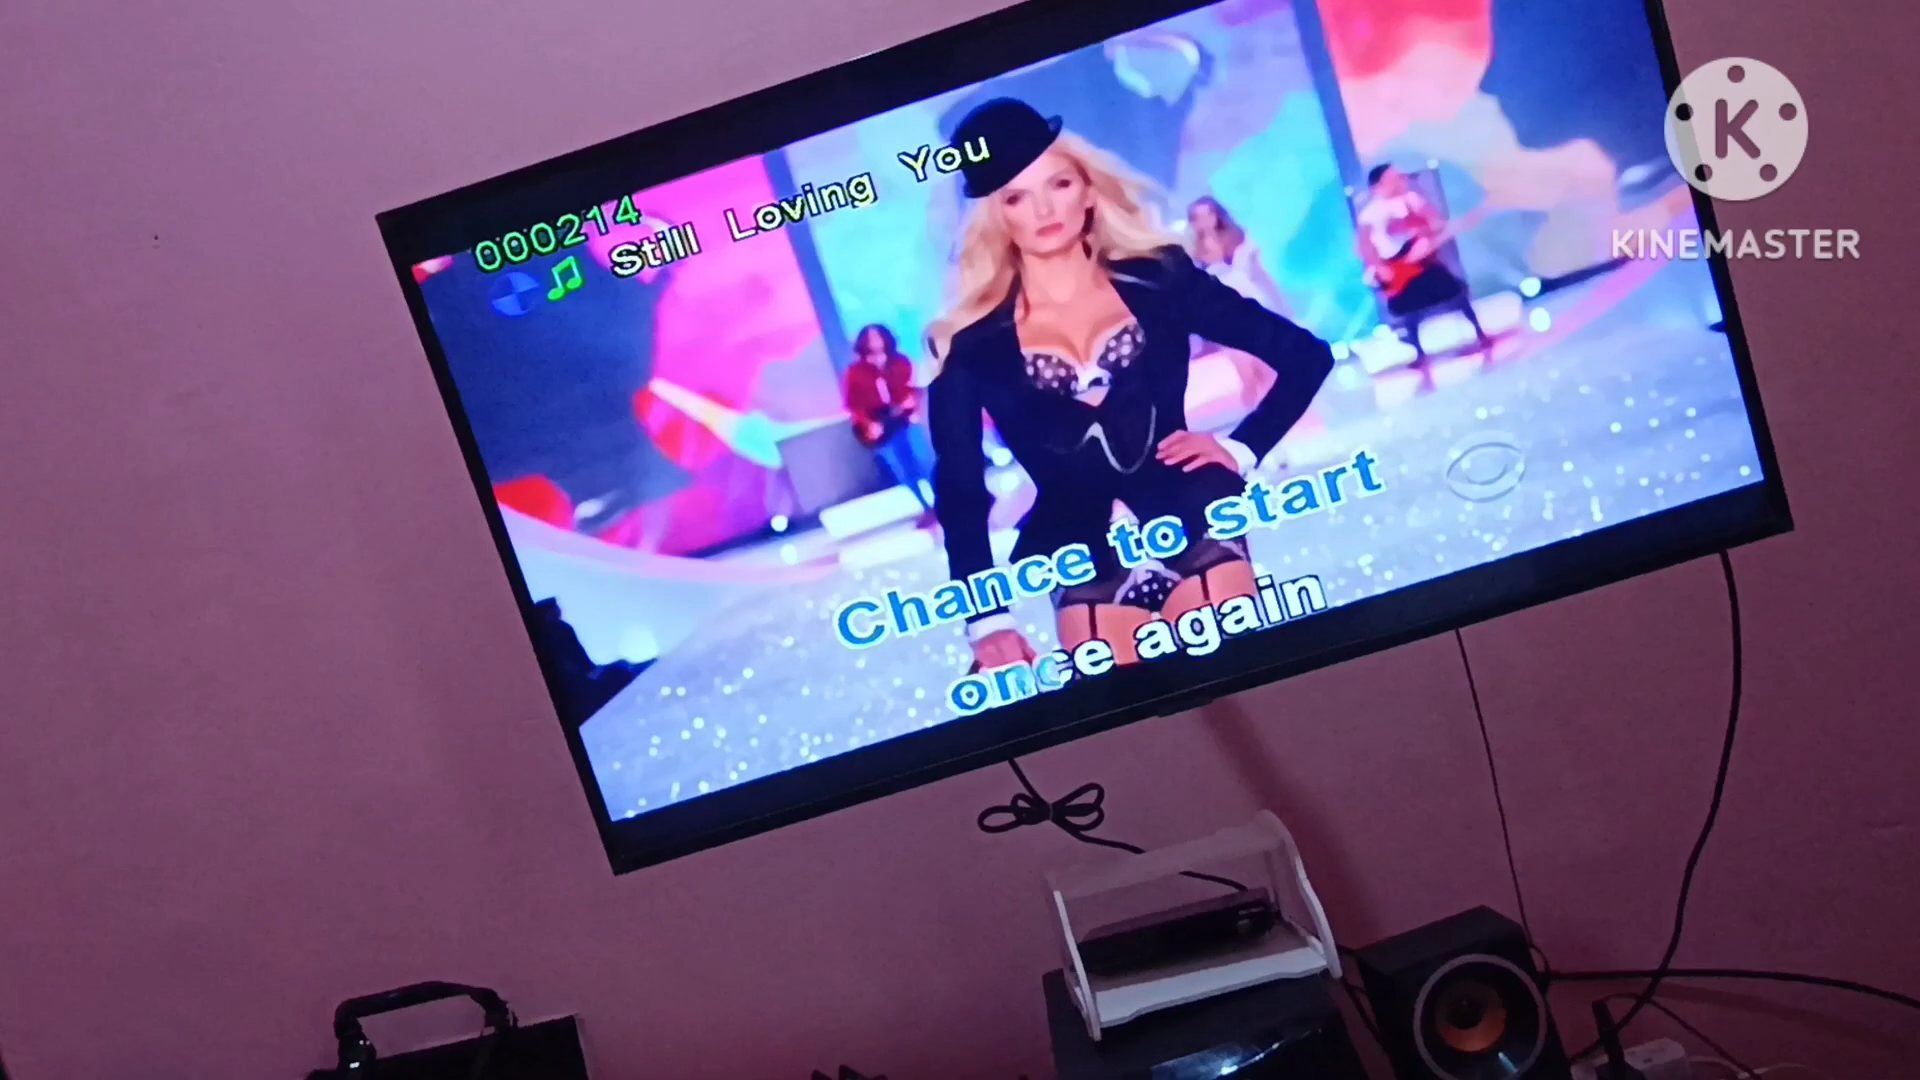 000214
Still Loving You
Chance to start
once again
K
KINEMASTER